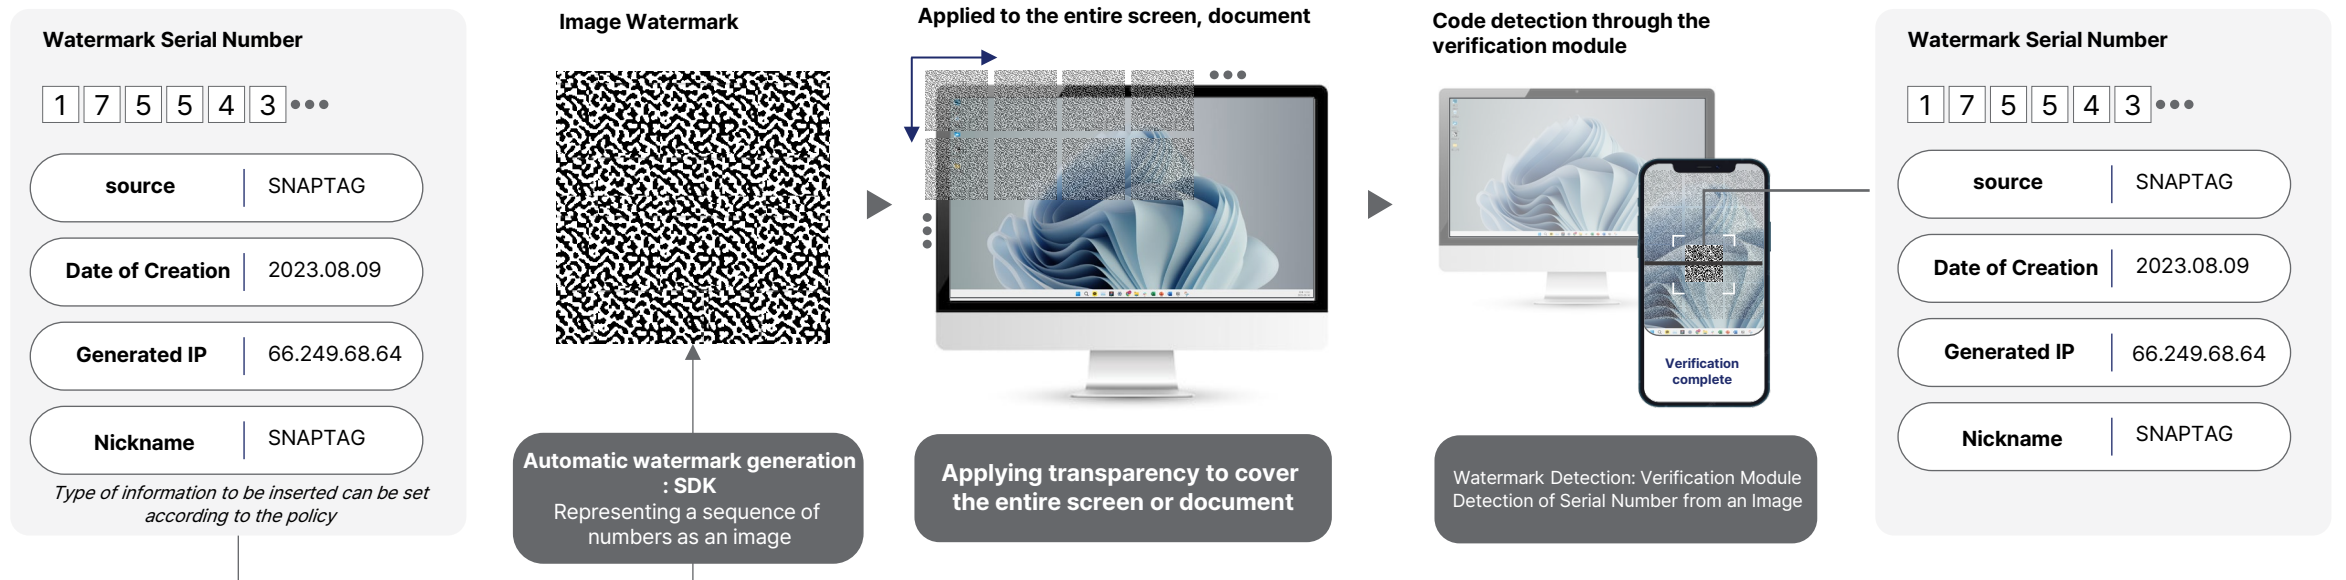 Watermark Serial Number
1 7 5 5 4 3
source SNAPTAG
Date of Creation 2023.08.09
Generated IP 66.249.68.64
Nickname SNAPTAG
Type of information to be inserted can be set
according to the policy
Image Watermark
Automatic watermark generation
: SDK
Representing a sequence of
numbers as an image
Applied to the entire screen, document
Applying transparency to cover
the entire screen or document
Code detection through the
verification module
Verification
complete
Watermark Detection: Verification Module
Detection of Serial Number from an Image
Watermark Serial Number
1 7 5 5 4 3
source SNAPTAG
Date of Creation 2023.08.09
Generated IP 66.249.68.64
Nickname SNAPTAG